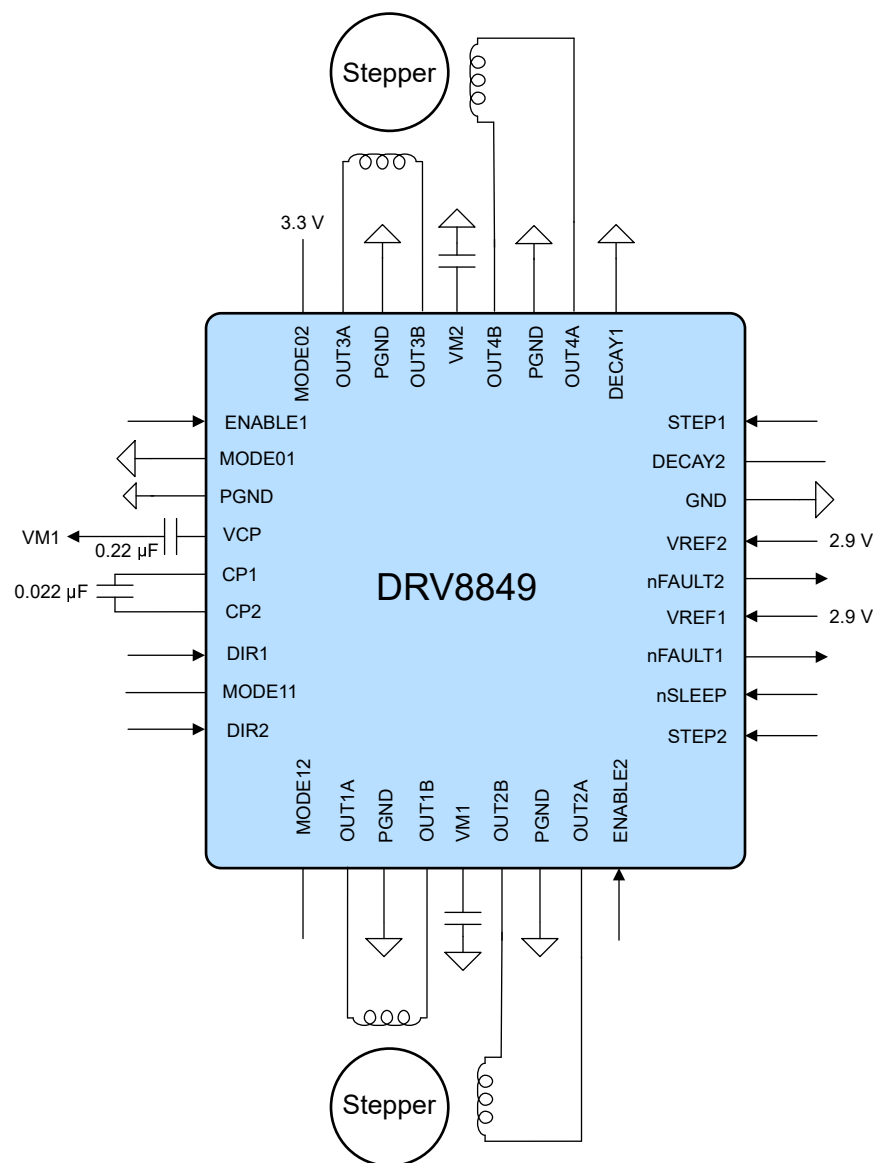 Stepper
3.3 V
MODE02
OUT3A
PGND
OUT3B
VM2
OUT4B
PGND
OUT4A
DECAY1
ENABLE1
MODE01
PGND
VCP
CP1
CP2
DIR1
MODE11
DIR2
VM1
0.22 µF
0.022 µF
DRV8849
STEP1
DECAY2
GND
VREF2
2.9 V
nFAULT2
VREF1
2.9 V
nFAULT1
nSLEEP
STEP2
MODE12
OUT1A
PGND
OUT1B
VM1
OUT2B
PGND
OUT2A
ENABLE2
Stepper